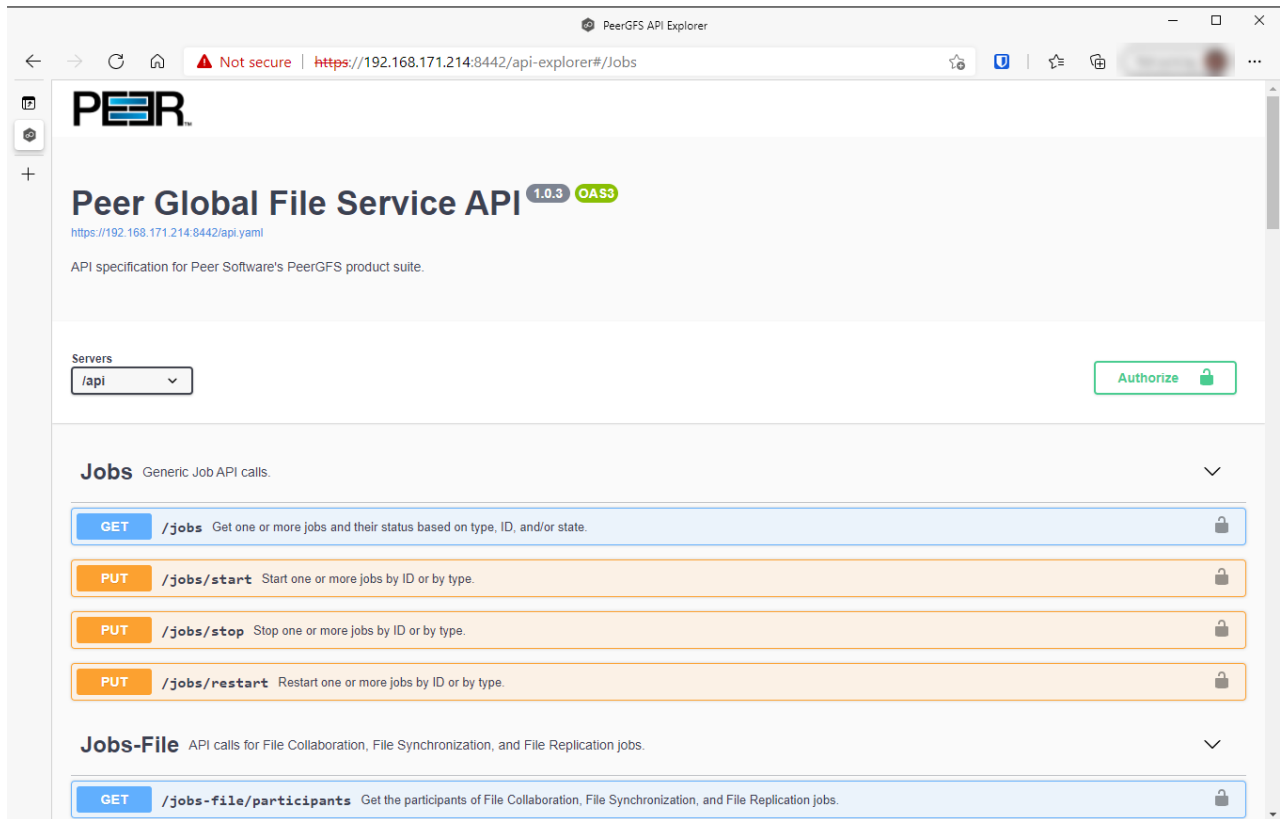 PeerGFS API Explorer
Not secure | https://192.168.171.214:8442/api-explorer#/Jobs
PEER™
Peer Global File Service API 1.0.3 OAS3
https://192.168.171.214:8442/api.yaml
API specification for Peer Software's PeerGFS product suite.
Servers
/api
Authorize
Jobs Generic Job API calls.
GET /jobs Get one or more jobs and their status based on type, ID, and/or state.
PUT /jobs/start Start one or more jobs by ID or by type.
PUT /jobs/stop Stop one or more jobs by ID or by type.
PUT /jobs/restart Restart one or more jobs by ID or by type.
Jobs-File API calls for File Collaboration, File Synchronization, and File Replication jobs.
GET /jobs-file/participants Get the participants of File Collaboration, File Synchronization, and File Replication jobs.